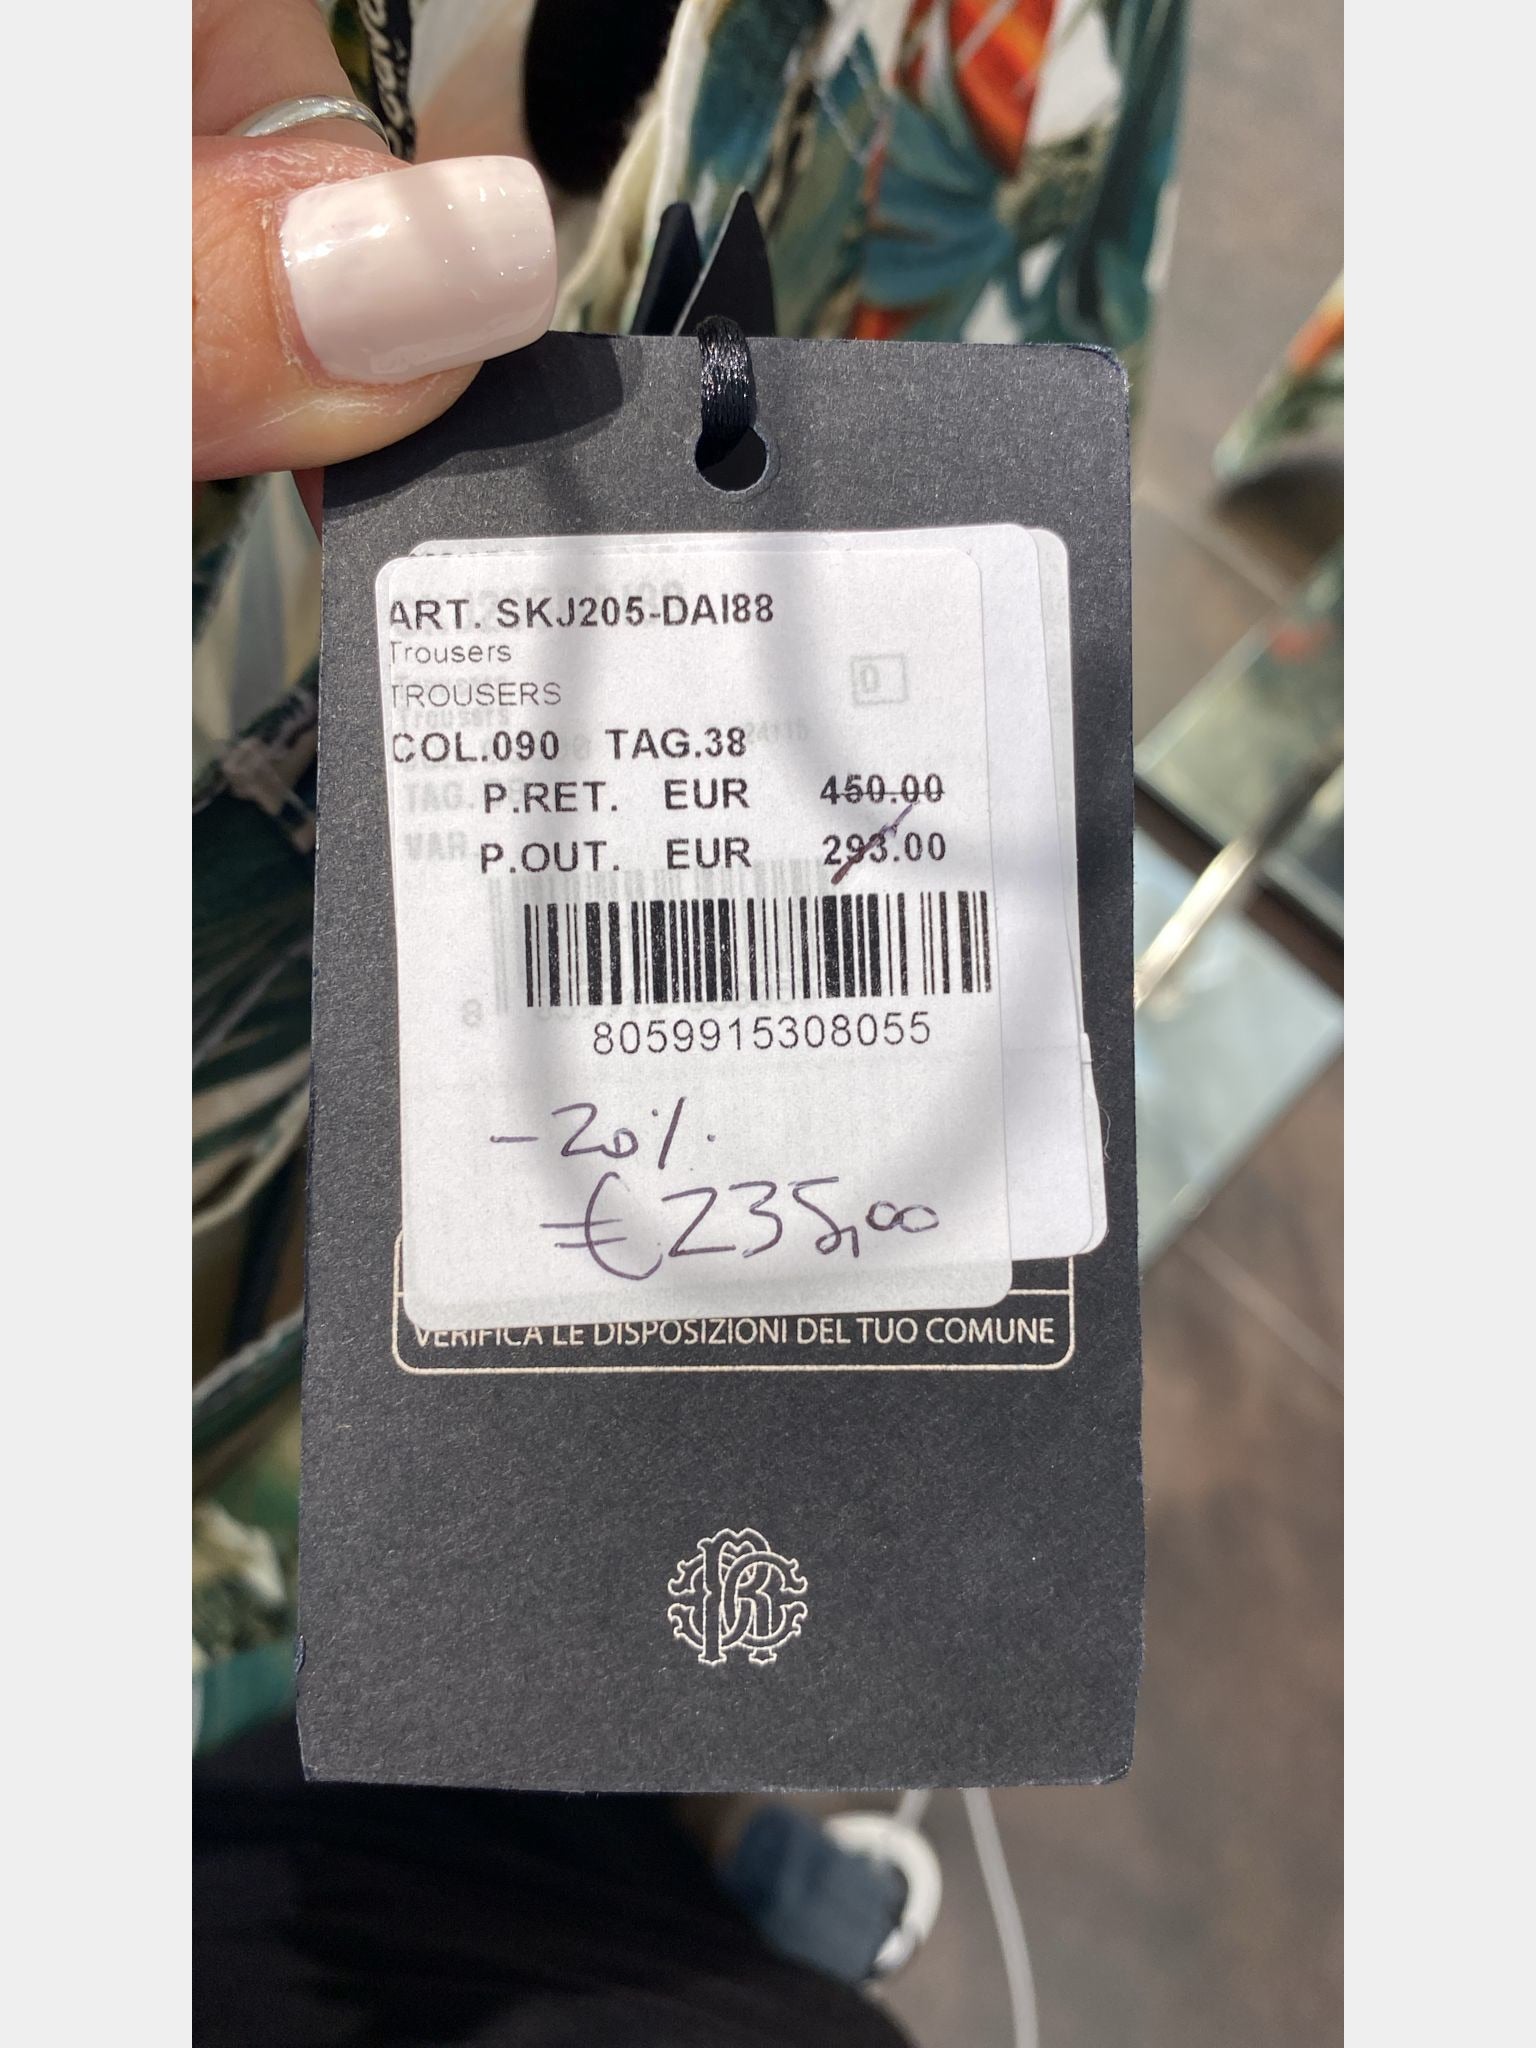 ART. SKJ205-DAI88
Trousers
TROUSERS
COL.090 TAG.38
P.RET. EUR 450.00
P.OUT. EUR 293.00
8059915308055
-20%.
€ 235,00
VERIFICA LE DISPOSIZIONI DEL TUO COMUNE